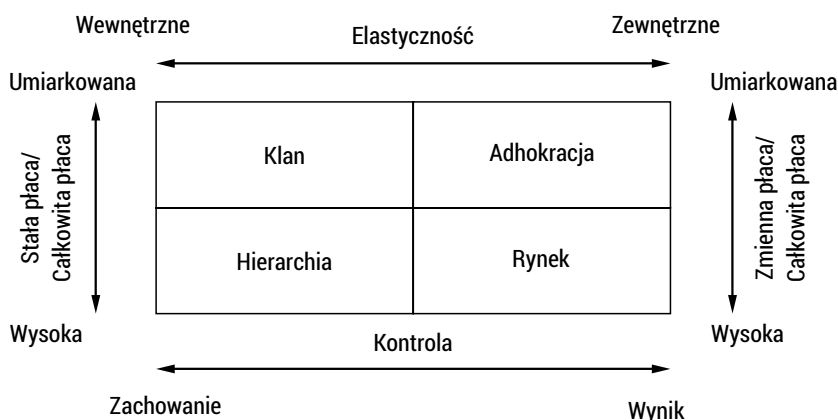 Wewnętrzne
Elastyczność
Zewnętrzne
Umiarkowana
Umiarkowana
Stała płaca/
Całkowita płaca
Klan
Adhokracja
Zmienna płaca/
Całkowita płaca
Hierarchia
Rynek
Wysoka
Kontrola
Wysoka
Zachowanie
Wynik